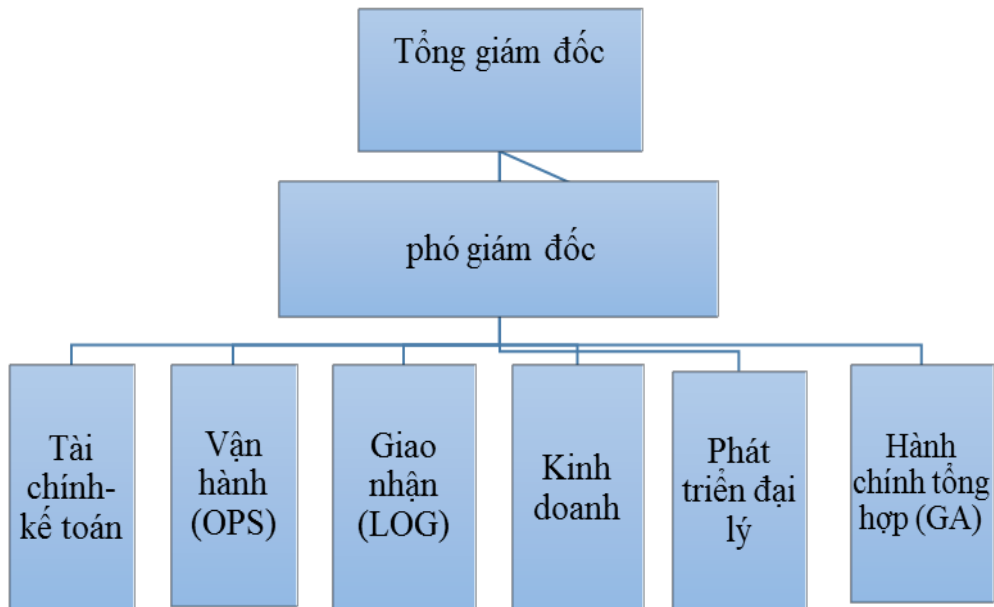 Tổng giám đốc
phó giám đốc
Tài
chính-
kế toán
Vận
hành
(OPS)
Giao
nhận
(LOG)
Kinh
doanh
Phát
triển đại
lý
Hành
chính tổng
hợp (GA)